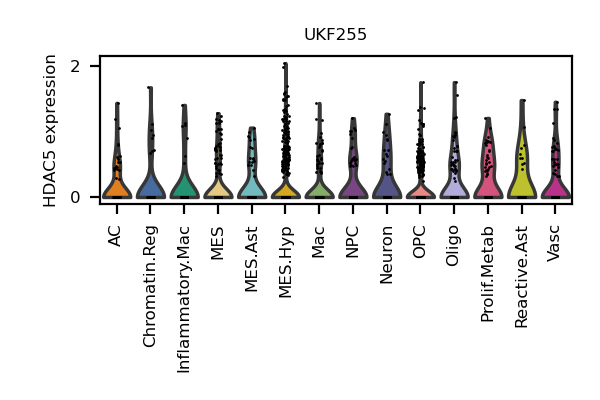 UKF255
HDAC5 expression
2
0
AC
Chromatin.Reg
Inflammatory.Mac
MES
MES.Ast
MES.Hyp
Mac
NPC
Neuron
OPC
Oligo
Prolif.Metab
Reactive.Ast
Vasc